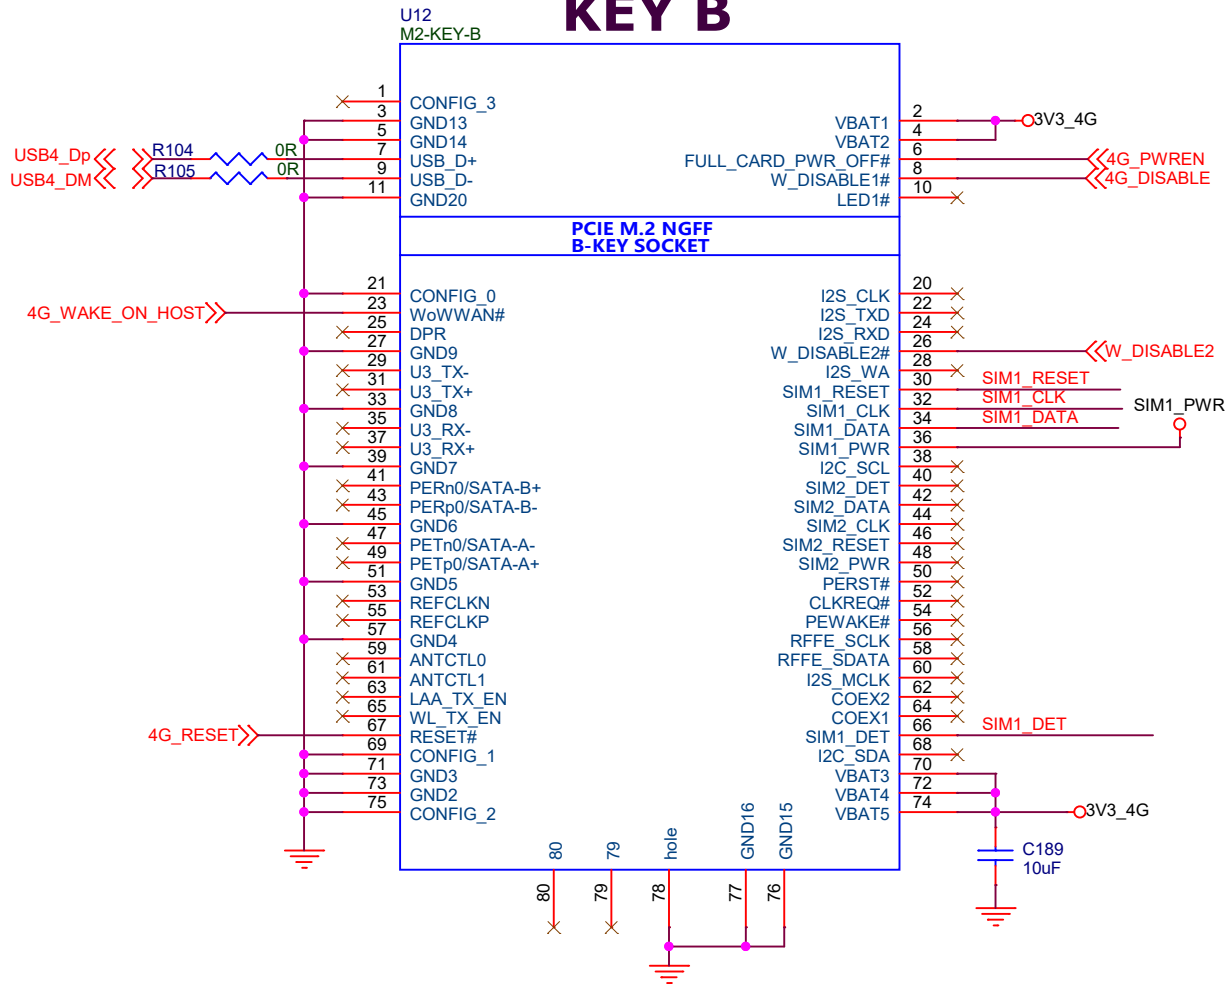 KEY B
U12
M2-KEY-B
1 CONFIG_3
3 GND13
5 GND14
USB4_Dp R104 0R 7 USB_D+
USB4_DM R105 0R 9 USB_D-
11 GND20
VBAT1 2 3V3_4G
VBAT2 4
FULL_CARD_PWR_OFF# 6 4G_PWREN
W_DISABLE1# 8 4G_DISABLE
LED1# 10
PCIE M.2 NGFF
B-KEY SOCKET
21 CONFIG_0
4G_WAKE_ON_HOST 23 WoWWAN#
25 DPR
27 GND9
29 U3_TX-
31 U3_TX+
33 GND8
35 U3_RX-
37 U3_RX+
39 GND7
41 PERn0/SATA-B+
43 PERp0/SATA-B-
45 GND6
47 PETn0/SATA-A-
49 PETp0/SATA-A+
51 GND5
53 REFCLKN
55 REFCLKP
57 GND4
59 ANTCTL0
61 ANTCTL1
63 LAA_TX_EN
65 WL_TX_EN
4G_RESET 67 RESET#
69 CONFIG_1
71 GND3
73 GND2
75 CONFIG_2
I2S_CLK 20
I2S_TXD 22
I2S_RXD 24
W_DISABLE2# 26 W_DISABLE2
I2S_WA 28
SIM1_RESET 30 SIM1_RESET
SIM1_CLK 32 SIM1_CLK
SIM1_DATA 34 SIM1_DATA
SIM1_PWR 36 SIM1_PWR
I2C_SCL 38
SIM2_DET 40
SIM2_DATA 42
SIM2_CLK 44
SIM2_RESET 46
SIM2_PWR 48
PERST# 50
CLKREQ# 52
PEWAKE# 54
RFFE_SCLK 56
RFFE_SDATA 58
I2S_MCLK 60
COEX2 62
COEX1 64
SIM1_DET 66 SIM1_DET
I2C_SDA 68
VBAT3 70
VBAT4 72
VBAT5 74 3V3_4G
C189
10uF
80 79 hole GND16 GND15
80 79 78 77 76